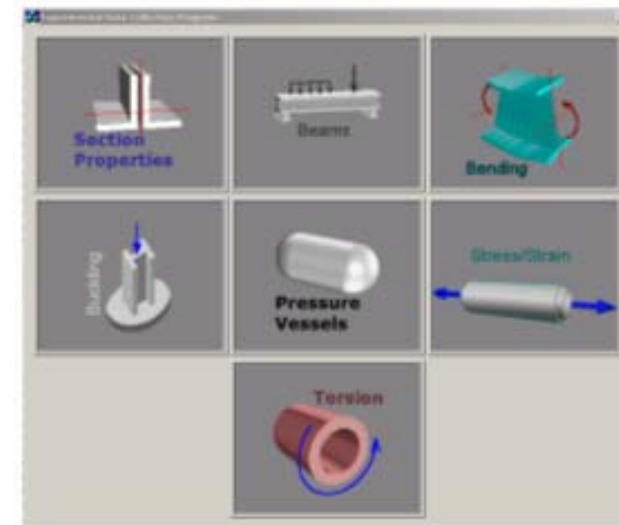 Section
Properties
Beams
Bending
Buckling
Pressure
Vessels
Stress/Strain
Torsion